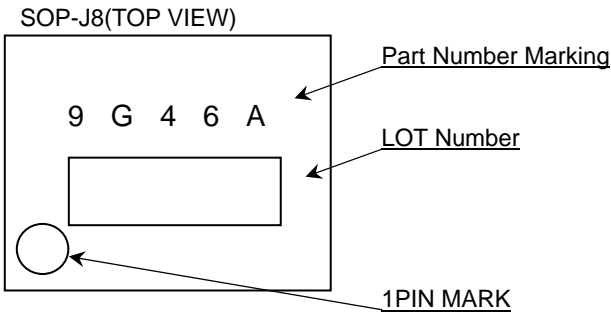 SOP-J8(TOP VIEW)
Part Number Marking
9 G 4 6 A
LOT Number
1PIN MARK